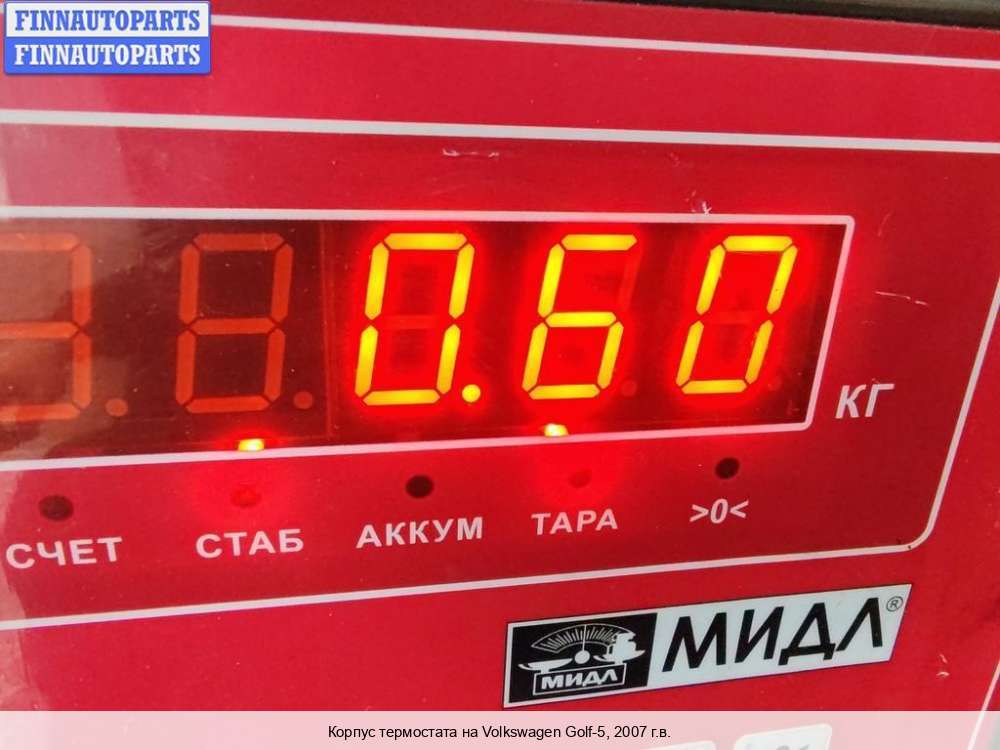 FINNAUTOPARTS
FINNAUTOPARTS
0.60
КГ
СЧЕТ СТАБ АККУМ ТАРА >0<
МИДЛ МИДЛ®
Корпус термостата на Volkswagen Golf-5, 2007 г.в.